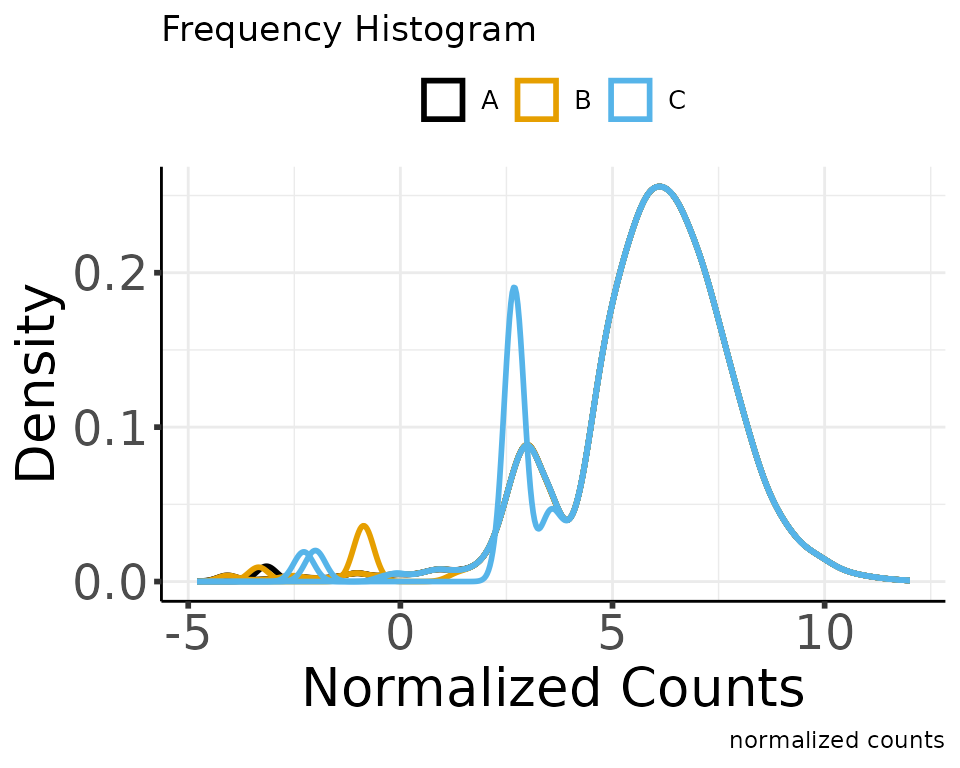 Frequency Histogram
A B C
Density
0.2
0.1
0.0
-5 0 5 10
Normalized Counts
normalized counts